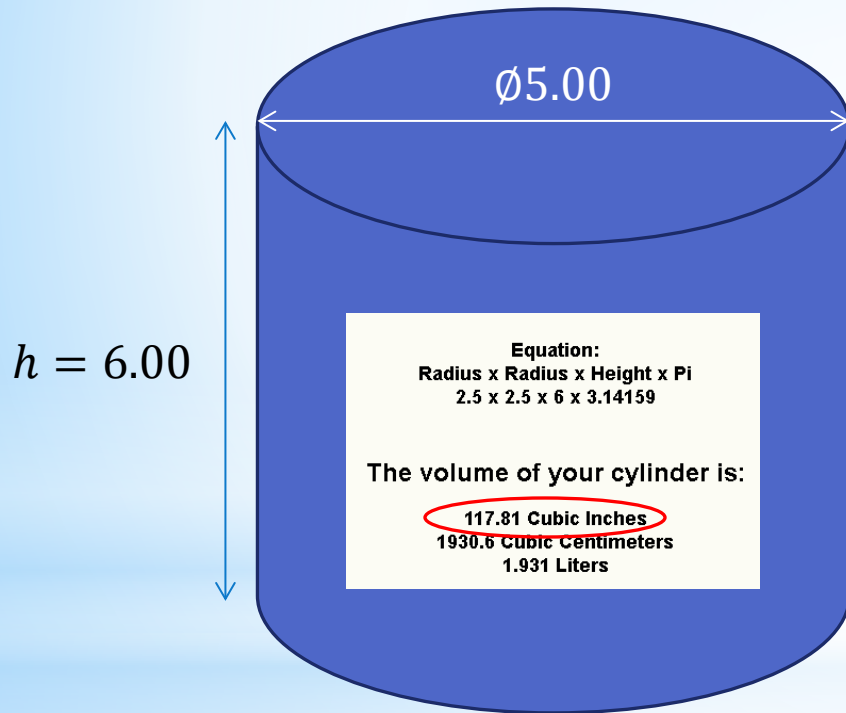 ∅5.00
h = 6.00
Equation:
Radius x Radius x Height x Pi
2.5 x 2.5 x 6 x 3.14159
The volume of your cylinder is:
117.81 Cubic Inches
1930.6 Cubic Centimeters
1.931 Liters